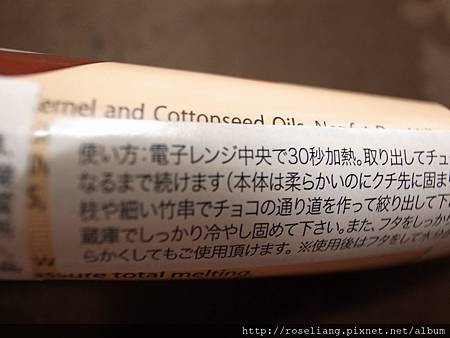 ernel and Cottonseed Oils, Nonf
使い方：電子レンジ中央で30秒加熱。取り出してチュ
なるまで続けます（本体は柔らかいのにクチ先に固ま
枝や細い竹串でチョコの通り道を作って絞り出して下
蔵庫でしっかり冷やし固めて下さい。また、フタをしっか
らかくしてもご使用頂けます。※使用後はフタをして水分
assure total melting
http://roseliang.pixnet.net/album